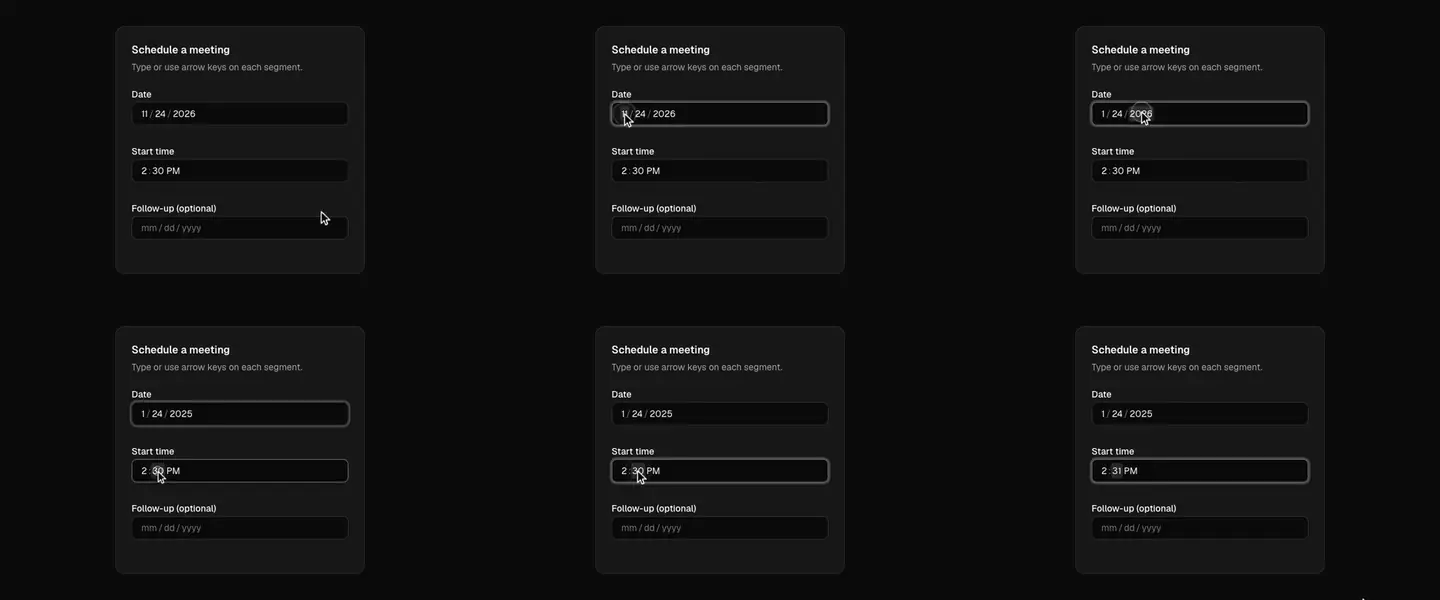 Schedule a meeting
Type or use arrow keys on each segment.
Date
11 / 24 / 2026
Start time
2 : 30 PM
Follow-up (optional)
mm / dd / yyyy
Schedule a meeting
Type or use arrow keys on each segment.
Date
11 / 24 / 2026
Start time
2 : 30 PM
Follow-up (optional)
mm / dd / yyyy
Schedule a meeting
Type or use arrow keys on each segment.
Date
1 / 24 / 2026
Start time
2 : 30 PM
Follow-up (optional)
mm / dd / yyyy
Schedule a meeting
Type or use arrow keys on each segment.
Date
1 / 24 / 2025
Start time
2 : 30 PM
Follow-up (optional)
mm / dd / yyyy
Schedule a meeting
Type or use arrow keys on each segment.
Date
1 / 24 / 2025
Start time
2 : 30 PM
Follow-up (optional)
mm / dd / yyyy
Schedule a meeting
Type or use arrow keys on each segment.
Date
1 / 24 / 2025
Start time
2 : 31 PM
Follow-up (optional)
mm / dd / yyyy